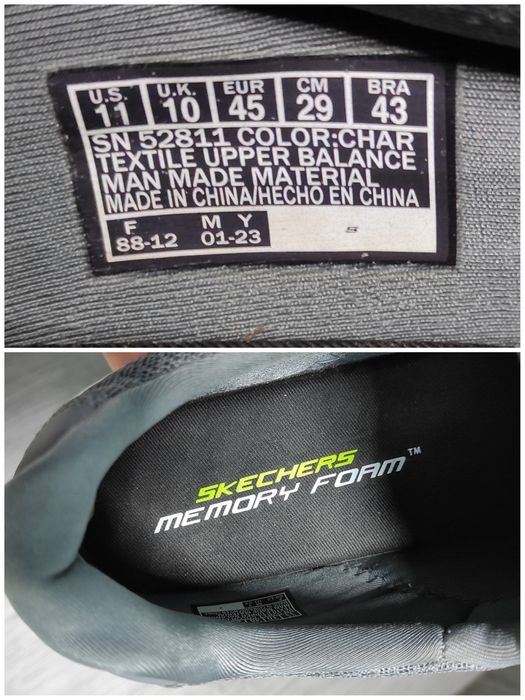 U.S. U.K. EUR CM BRA
11 10 45 29 43
SN 52811 COLOR:CHAR
TEXTILE UPPER BALANCE
MAN MADE MATERIAL
MADE IN CHINA/HECHO EN CHINA
F M Y
88-12 01-23
S
SKECHERS
MEMORY FOAM™